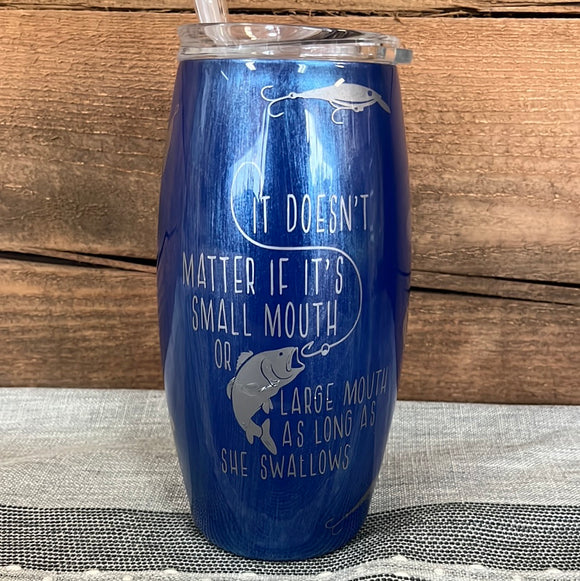 IT DOESN'T
MATTER IF IT'S
SMALL MOUTH
OR
LARGE MOUTH
AS LONG AS
SHE SWALLOWS